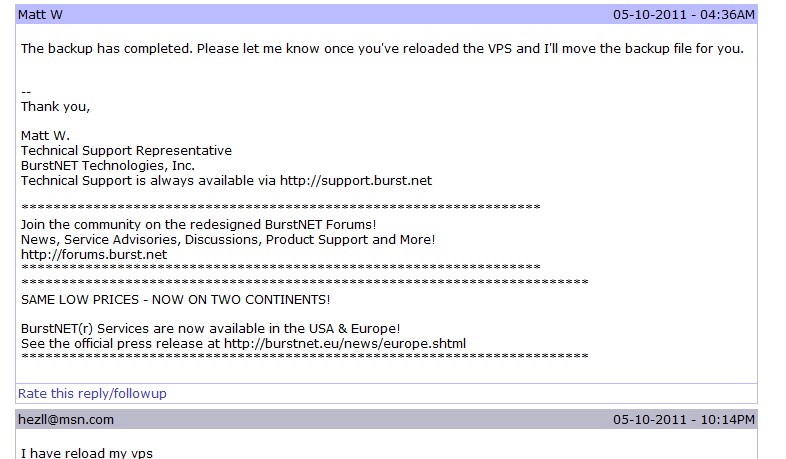 Matt W 05-10-2011 - 04:36AM
The backup has completed. Please let me know once you've reloaded the VPS and I'll move the backup file for you.
--
Thank you,
Matt W.
Technical Support Representative
BurstNET Technologies, Inc.
Technical Support is always available via http://support.burst.net
*****************************************************************
Join the community on the redesigned BurstNET Forums!
News, Service Advisories, Discussions, Product Support and More!
http://forums.burst.net
*****************************************************************
***********************************************************************
SAME LOW PRICES - NOW ON TWO CONTINENTS!
BurstNET(r) Services are now available in the USA & Europe!
See the official press release at http://burstnet.eu/news/europe.shtml
***********************************************************************
Rate this reply/followup
hezll@msn.com 05-10-2011 - 10:14PM
I have reload my vps